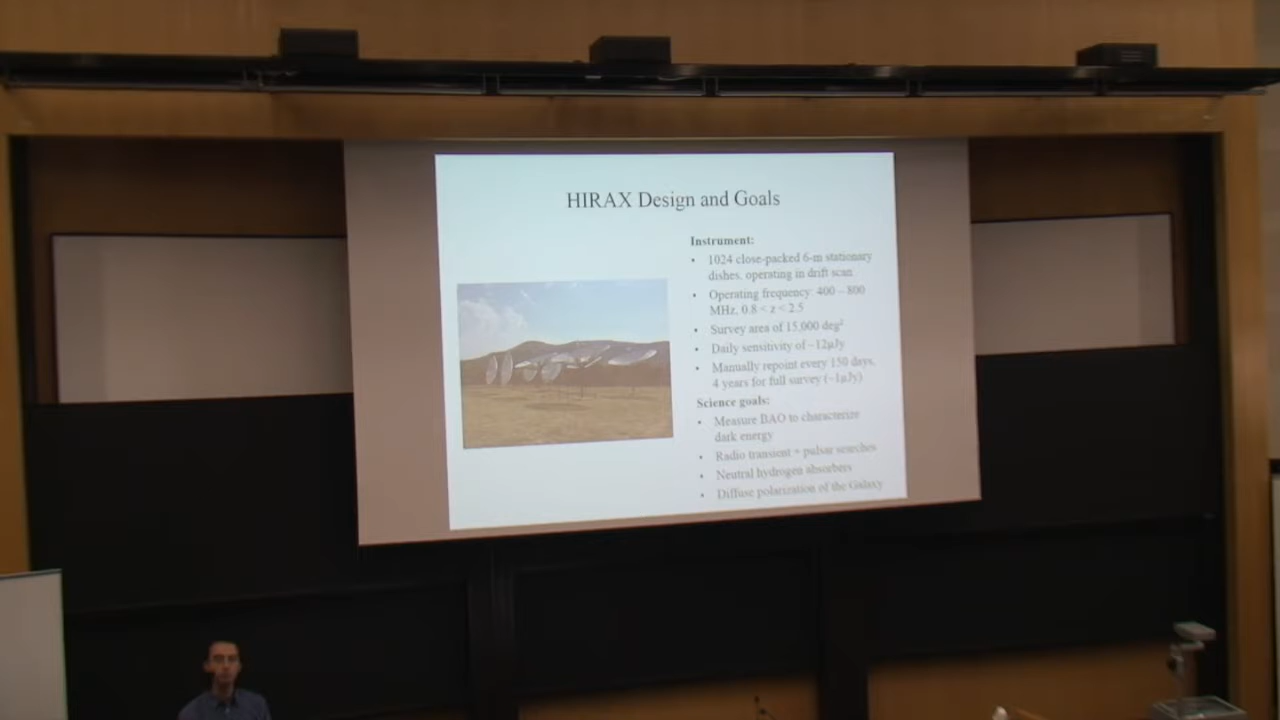 HIRAX Design and Goals
Instrument:
• 1024 close-packed 6-m stationary
dishes, operating in drift scan
• Operating frequency: 400 – 800
MHz, 0.8 < z < 2.5
• Survey area of 15,000 deg²
• Daily sensitivity of ~12μJy
• Manually repoint every 150 days,
4 years for full survey (~1μJy)
Science goals:
• Measure BAO to characterize
dark energy
• Radio transient + pulsar searches
• Neutral hydrogen absorbers
• Diffuse polarization of the Galaxy